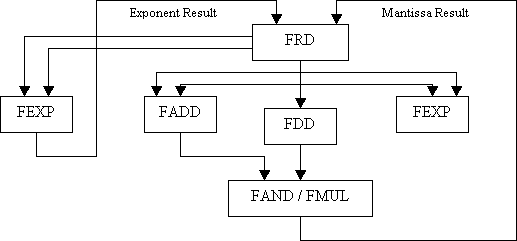 Exponent Result
Mantissa Result
FRD
FEXP
FADD
FDD
FEXP
FAND / FMUL